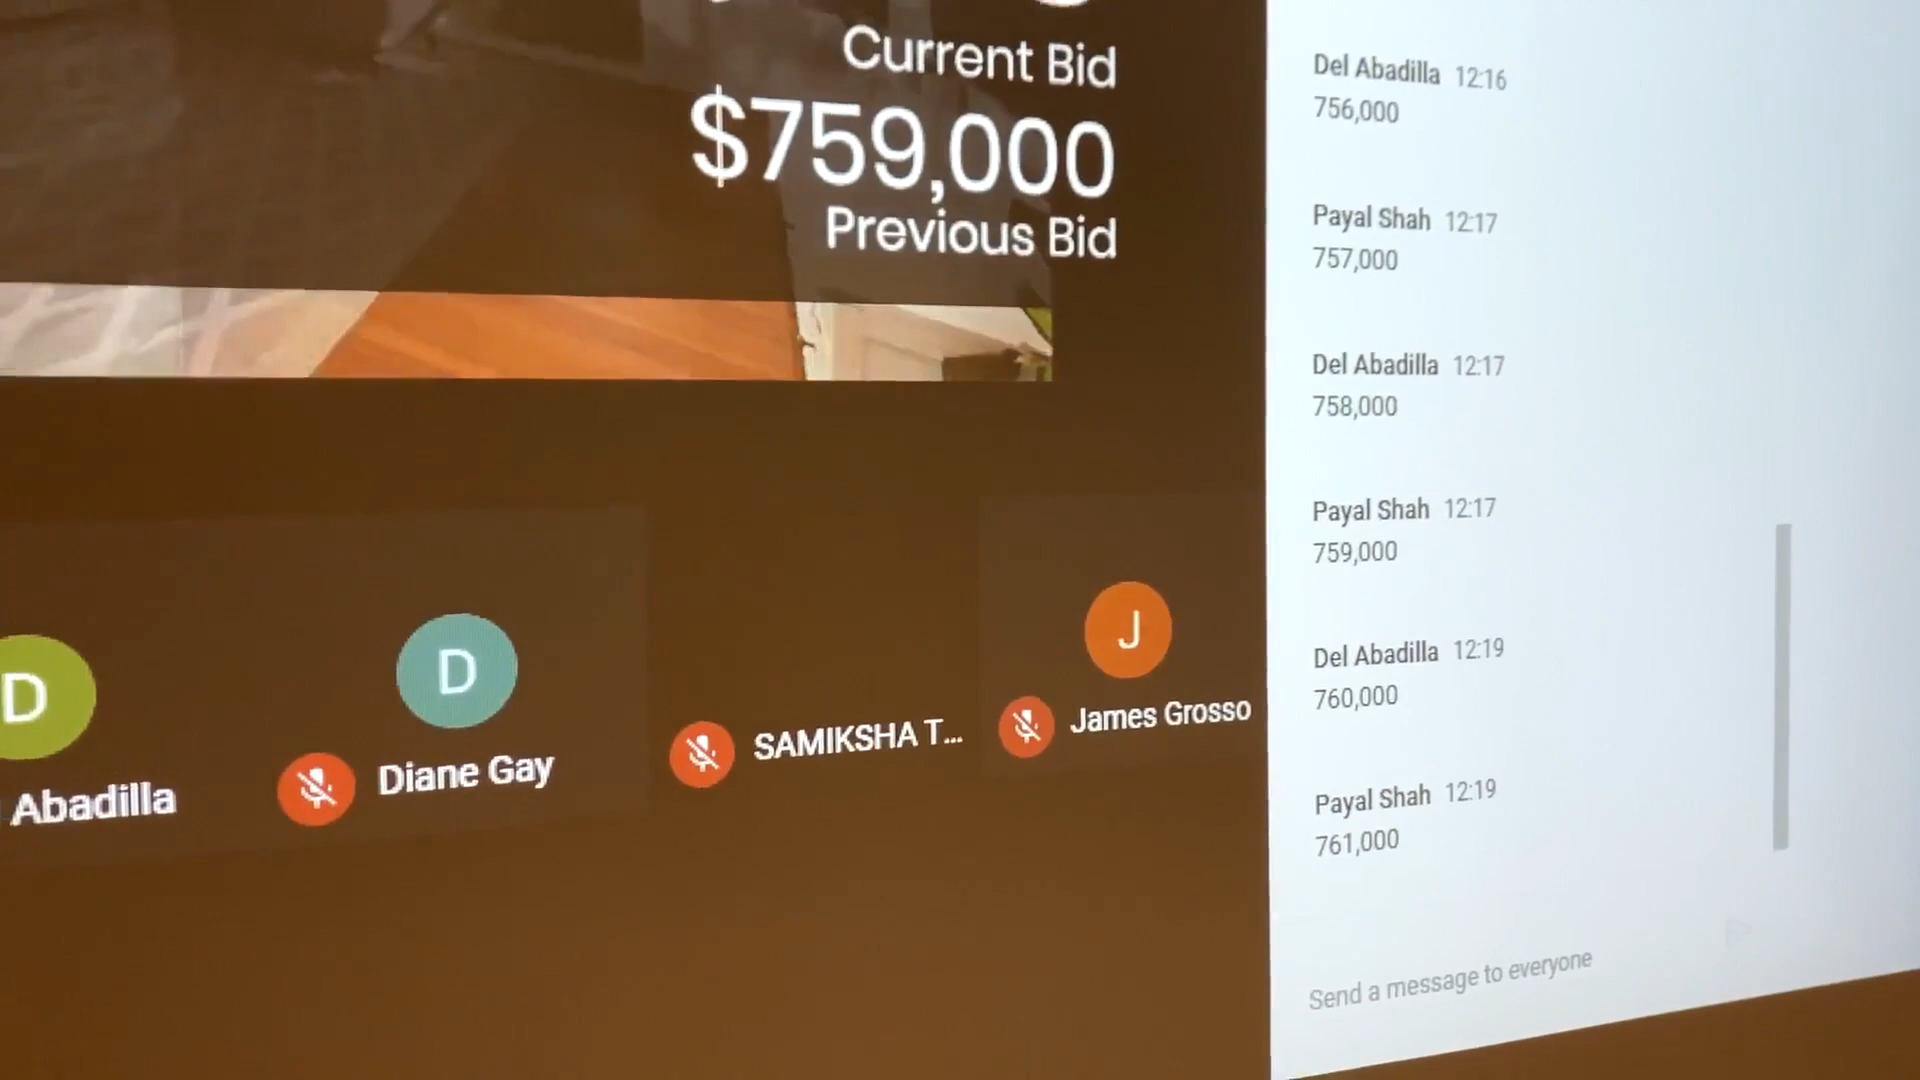 Current Bid
$759,000
Previous Bid
D
Abadilla
D
Diane Gay
SAMIKSHA T...
J
James Grosso
Del Abadilla 12:16
756,000
Payal Shah 12:17
757,000
Del Abadilla 12:17
758,000
Payal Shah 12:17
759,000
Del Abadilla 12:19
760,000
Payal Shah 12:19
761,000
Send a message to everyone